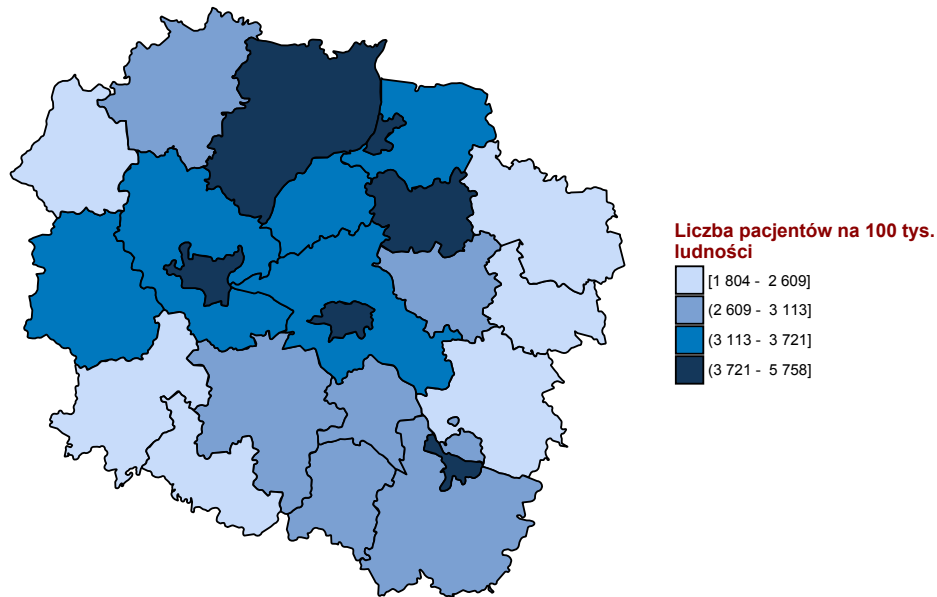 Liczba pacjentów na 100 tys.
ludności
[1 804 - 2 609]
(2 609 - 3 113]
(3 113 - 3 721]
(3 721 - 5 758]